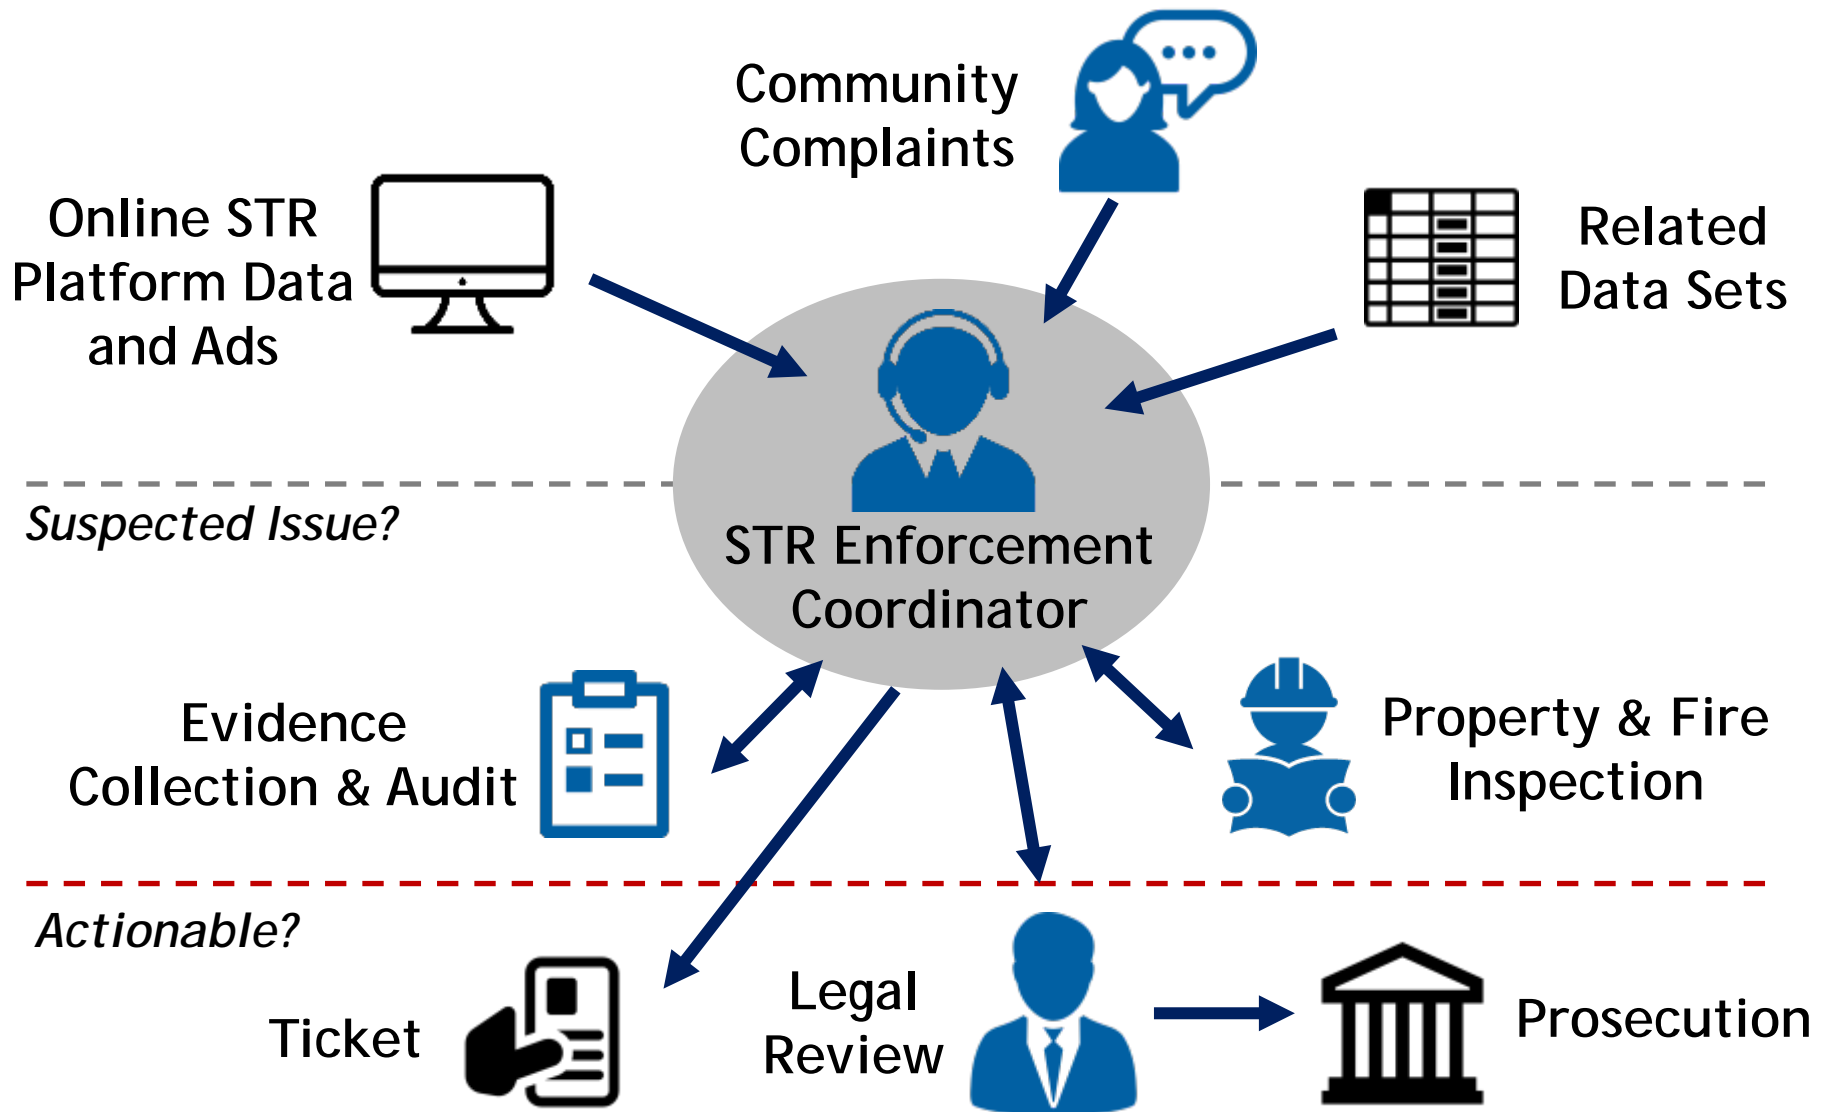 Community
Complaints
Online STR
Platform Data
and Ads
Related
Data Sets
Suspected Issue?
STR Enforcement
Coordinator
Evidence
Collection & Audit
Property & Fire
Inspection
Actionable?
Ticket
Legal
Review
Prosecution